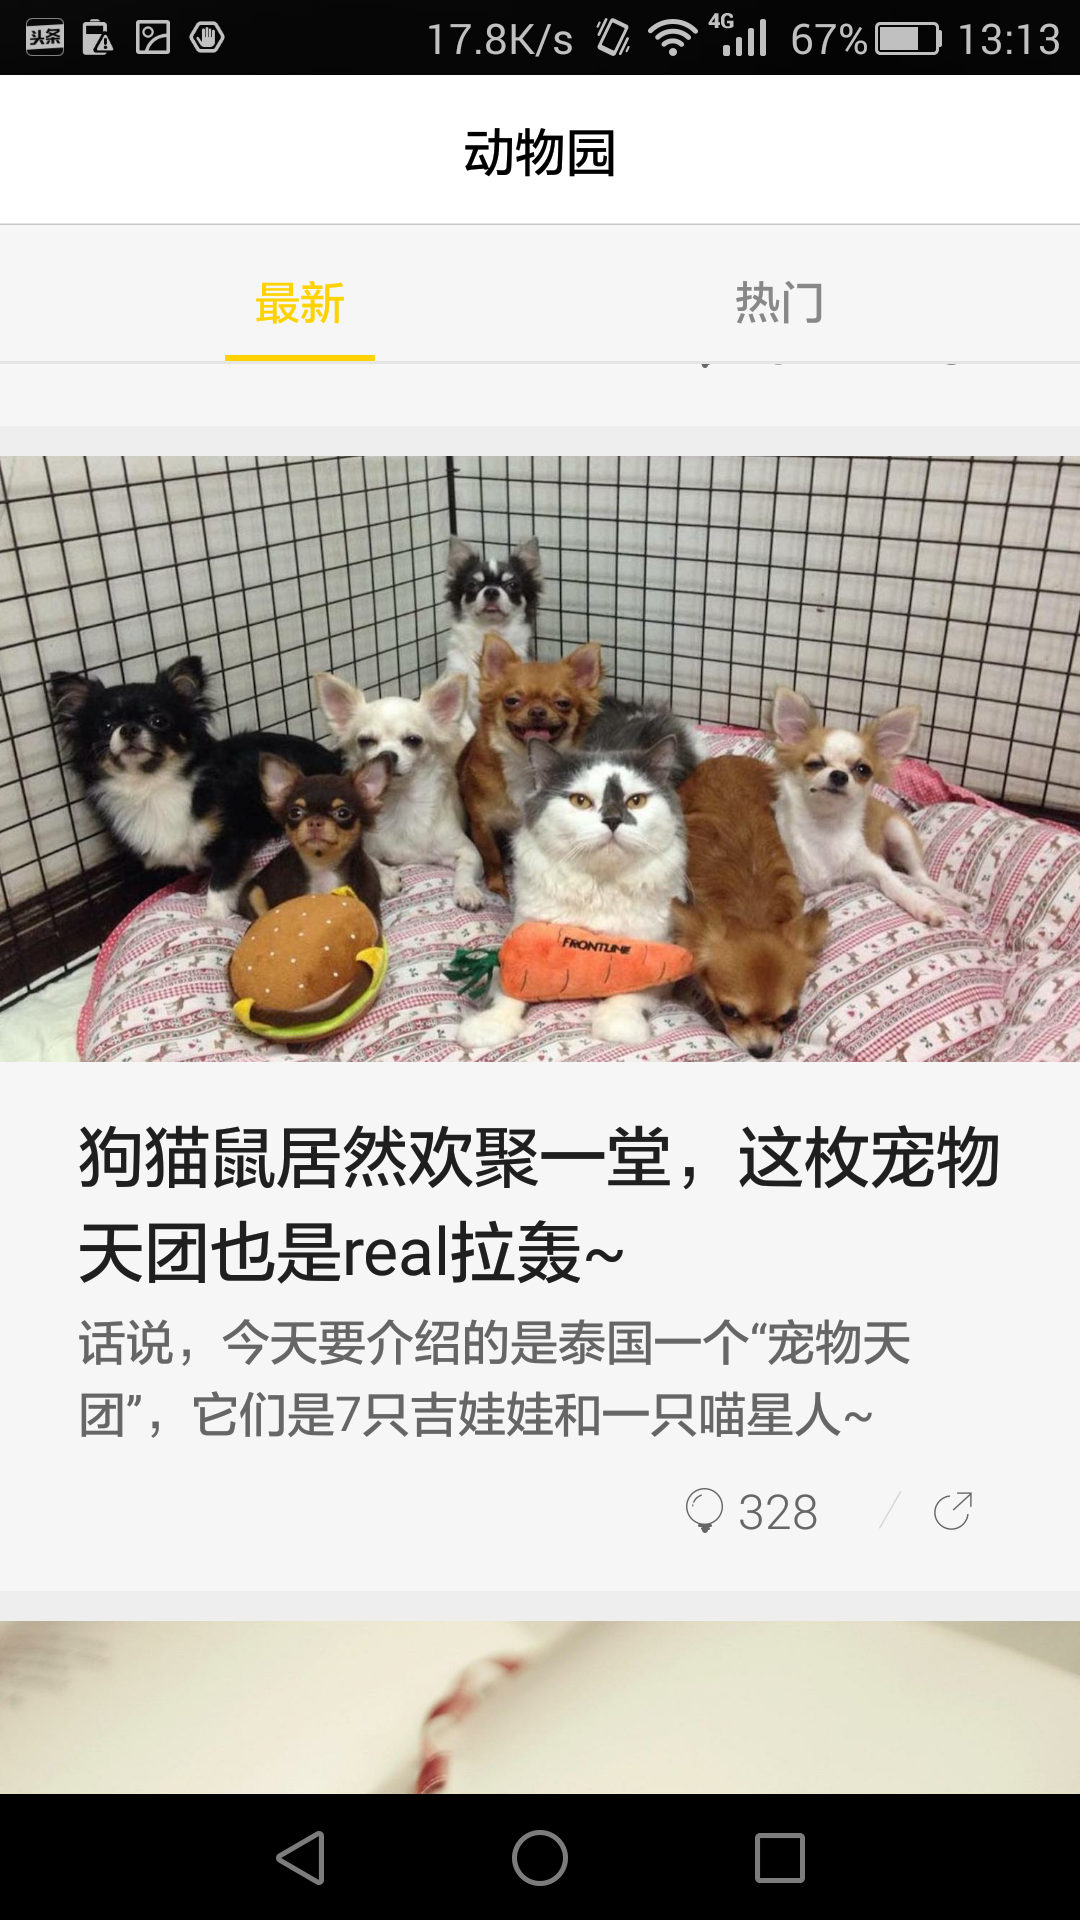 头条
17.8K/s 4G 67% 13:13
动物园
最新 热门
FRONTLINE
狗猫鼠居然欢聚一堂，这枚宠物
天团也是real拉轰~
话说，今天要介绍的是泰国一个“宠物天
团”，它们是7只吉娃娃和一只喵星人~
328